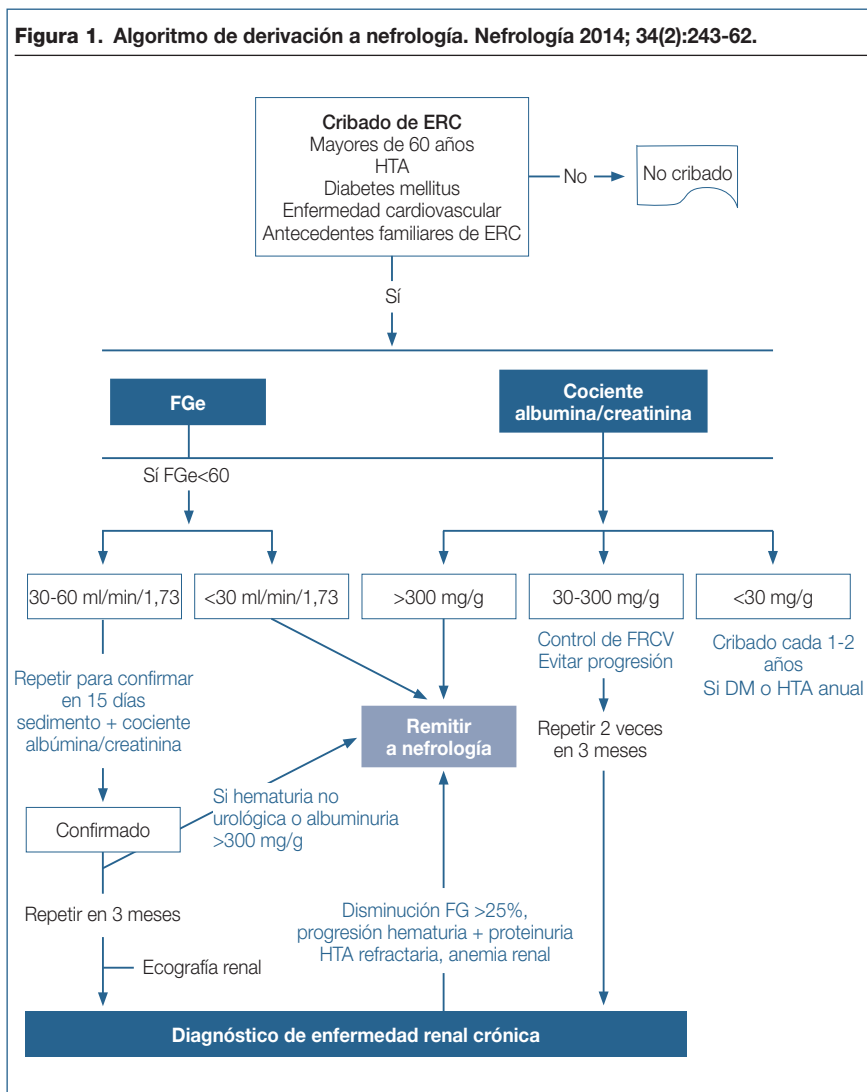 Figura 1. Algoritmo de derivación a nefrología. Nefrología 2014; 34(2):243-62.
Cribado de ERC
Mayores de 60 años
HTA
Diabetes mellitus
Enfermedad cardiovascular
Antecedentes familiares de ERC
No
No cribado
Sí
FGe
Cociente
albumina/creatinina
Sí FGe<60
30-60 ml/min/1,73
<30 ml/min/1,73
>300 mg/g
30-300 mg/g
<30 mg/g
Repetir para confirmar
en 15 días
sedimento + cociente
albúmina/creatinina
Control de FRCV
Evitar progresión
Cribado cada 1-2
años
Si DM o HTA anual
Remitir
a nefrología
Repetir 2 veces
en 3 meses
Confirmado
Si hematuria no
urológica o albuminuria
>300 mg/g
Repetir en 3 meses
Ecografía renal
Disminución FG >25%,
progresión hematuria + proteinuria
HTA refractaria, anemia renal
Diagnóstico de enfermedad renal crónica